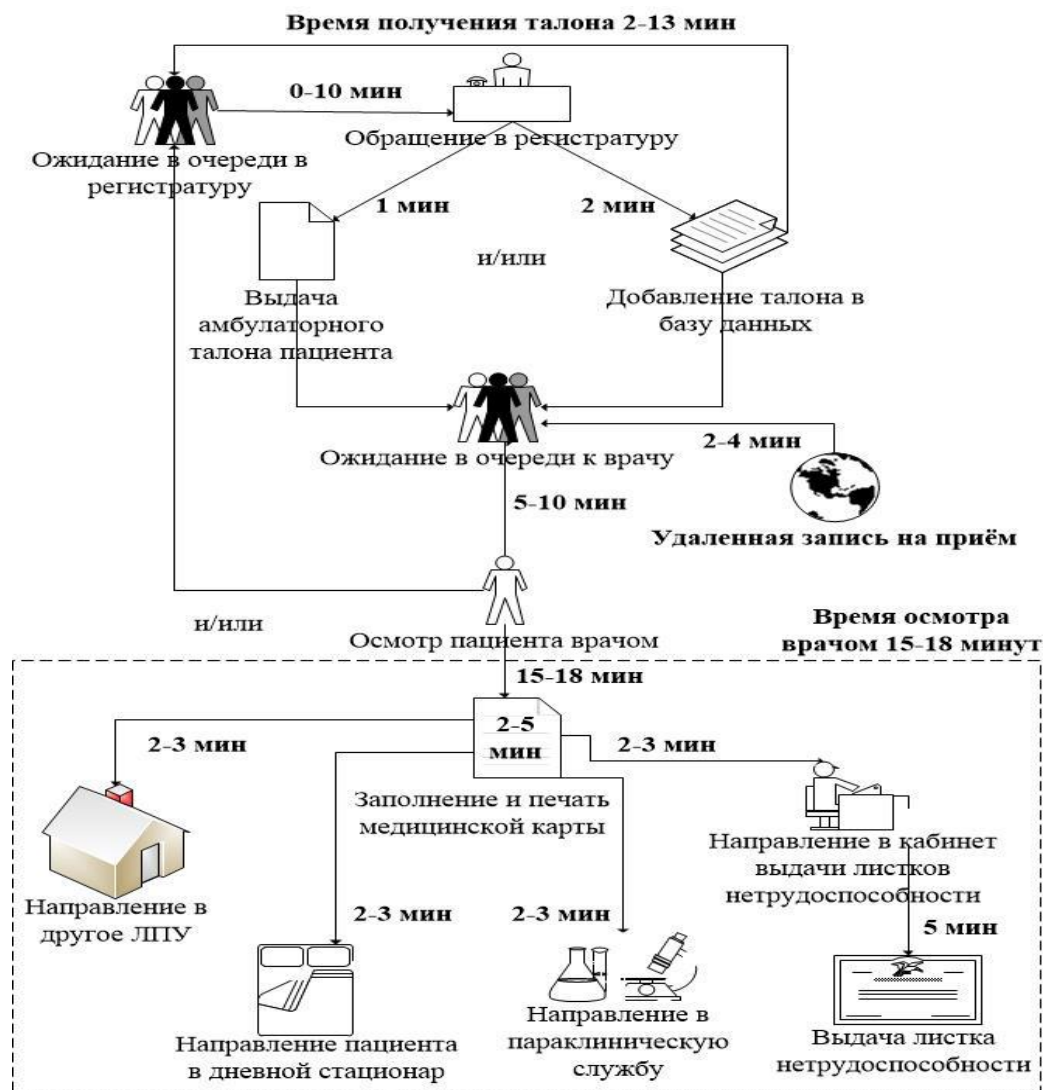 Время получения талона 2-13 мин
0-10 мин
Обращение в регистратуру
Ожидание в очереди в
регистратуру
1 мин
2 мин
и/или
Выдача
амбулаторного
талона пациента
Добавление талона в
базу данных
2-4 мин
Ожидание в очереди к врачу
5-10 мин
Удаленная запись на приём
и/или
Осмотр пациента врачом
Время осмотра
врачом 15-18 минут
15-18 мин
2-5
мин
2-3 мин
2-3 мин
Заполнение и печать
медицинской карты
Направление в кабинет
выдачи листков
нетрудоспособности
Направление в
другое ЛПУ
2-3 мин
2-3 мин
5 мин
Направление пациента
в дневной стационар
Направление в
параклиническую
службу
Выдача листка
нетрудоспособности